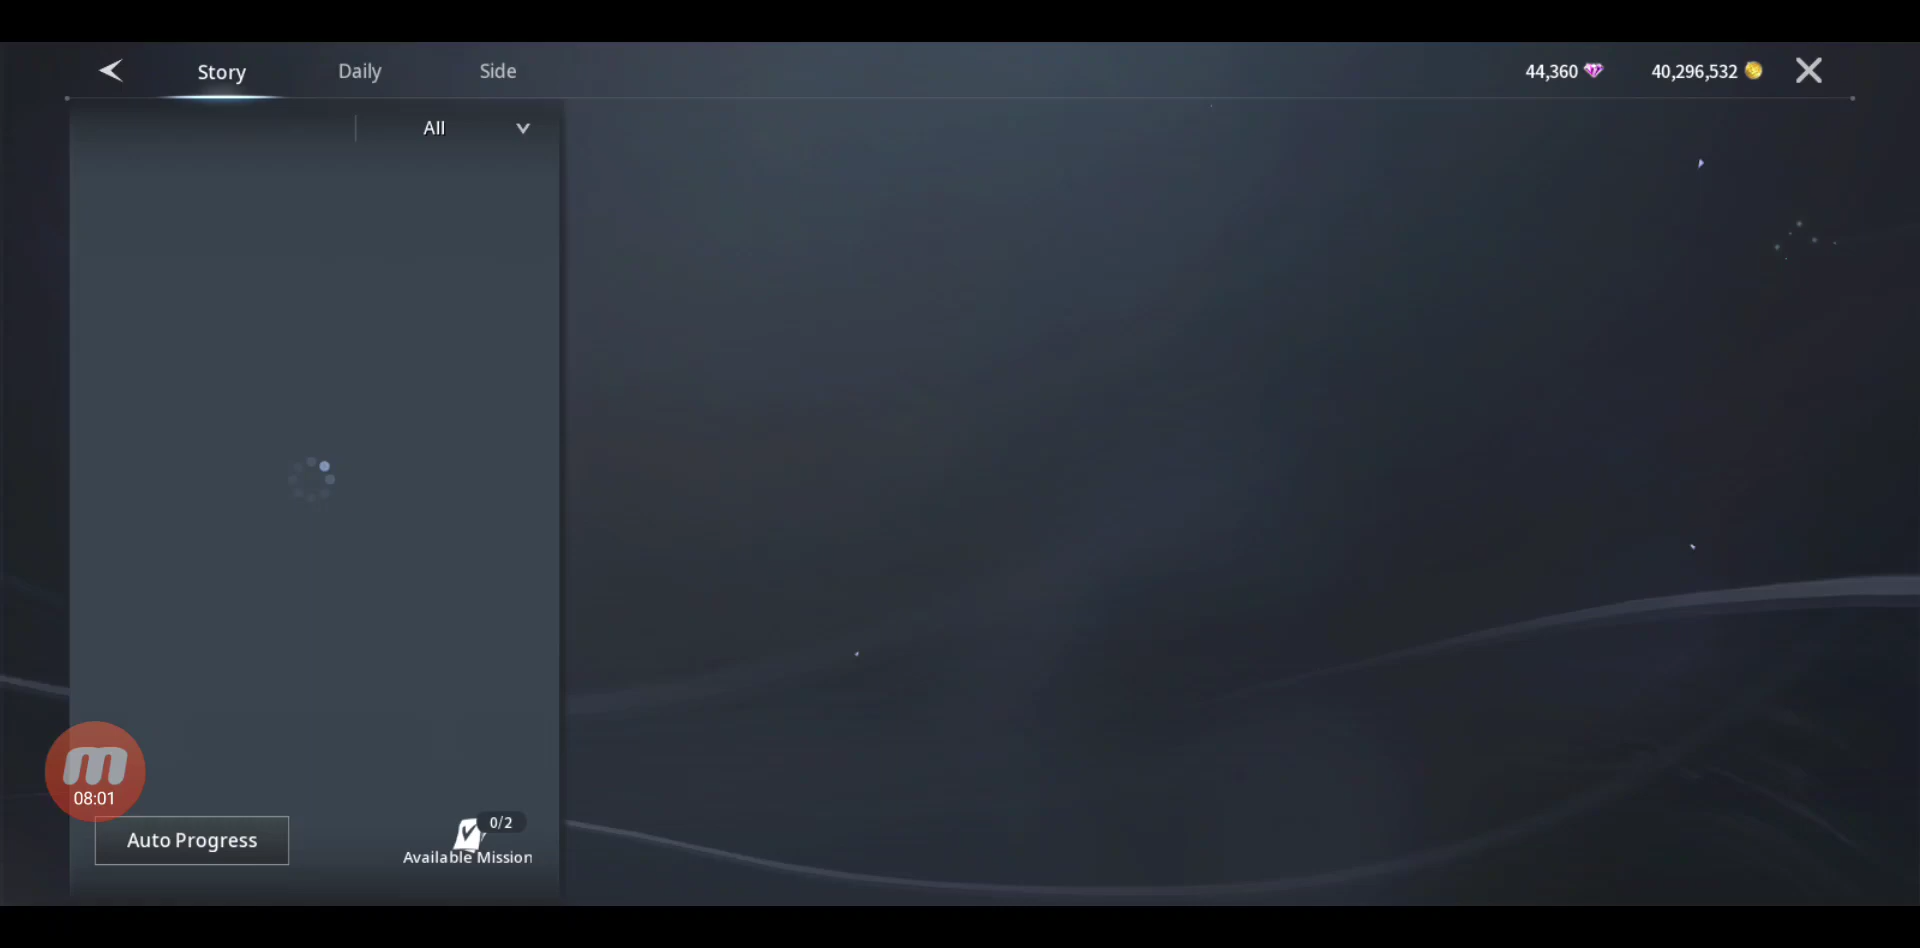 Story Daily Side 44,360 40,296,532
All
m
08:01
0/2
Auto Progress
Available Mission